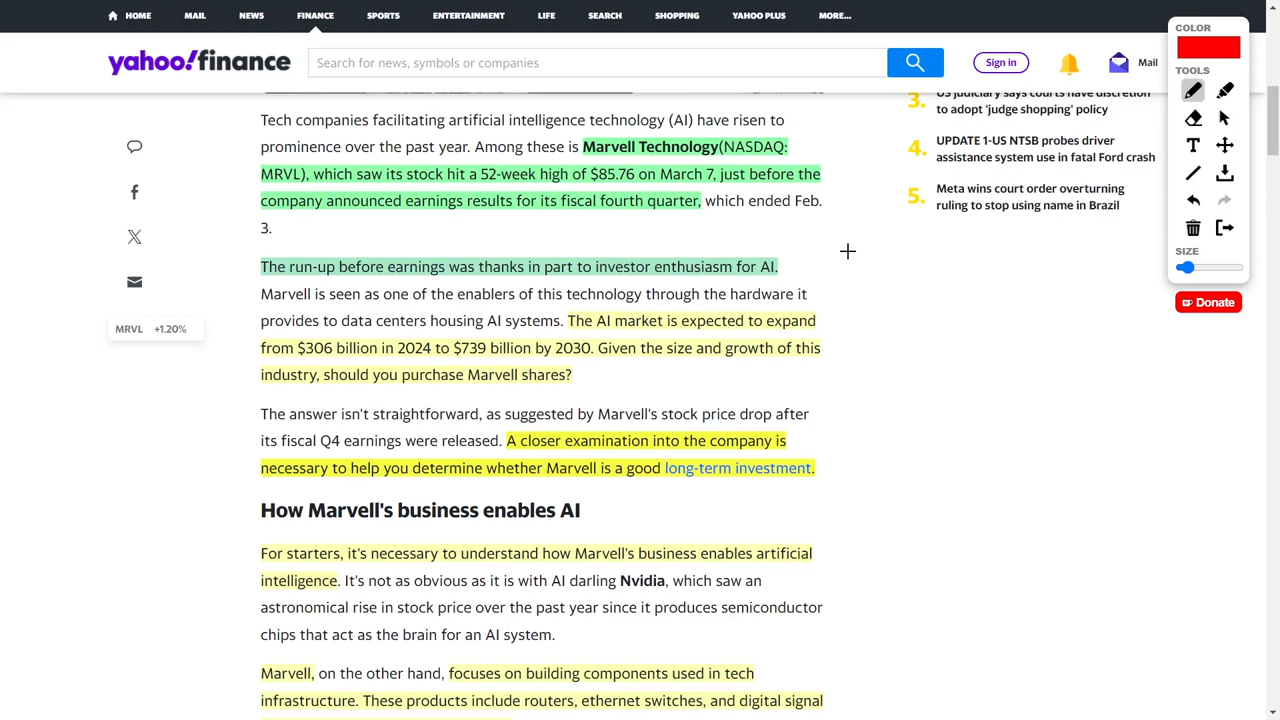 HOME MAIL NEWS FINANCE SPORTS ENTERTAINMENT LIFE SEARCH SHOPPING YAHOO PLUS MORE...
yahoo!finance
Search for news, symbols or companies
Sign in
Mail
Tech companies facilitating artificial intelligence technology (AI) have risen to
prominence over the past year. Among these is Marvell Technology(NASDAQ:
MRVL), which saw its stock hit a 52-week high of $85.76 on March 7, just before the
company announced earnings results for its fiscal fourth quarter, which ended Feb.
3.
The run-up before earnings was thanks in part to investor enthusiasm for AI.
Marvell is seen as one of the enablers of this technology through the hardware it
provides to data centers housing AI systems. The AI market is expected to expand
from $306 billion in 2024 to $739 billion by 2030. Given the size and growth of this
industry, should you purchase Marvell shares?
The answer isn't straightforward, as suggested by Marvell's stock price drop after
its fiscal Q4 earnings were released. A closer examination into the company is
necessary to help you determine whether Marvell is a good long-term investment.
How Marvell's business enables AI
For starters, it's necessary to understand how Marvell's business enables artificial
intelligence. It's not as obvious as it is with AI darling Nvidia, which saw an
astronomical rise in stock price over the past year since it produces semiconductor
chips that act as the brain for an AI system.
Marvell, on the other hand, focuses on building components used in tech
infrastructure. These products include routers, ethernet switches, and digital signal
MRVL +1.20%
3. US judiciary says courts have discretion
to adopt 'judge shopping' policy
4. UPDATE 1-US NTSB probes driver
assistance system use in fatal Ford crash
5. Meta wins court order overturning
ruling to stop using name in Brazil
COLOR
TOOLS
T
SIZE
Donate